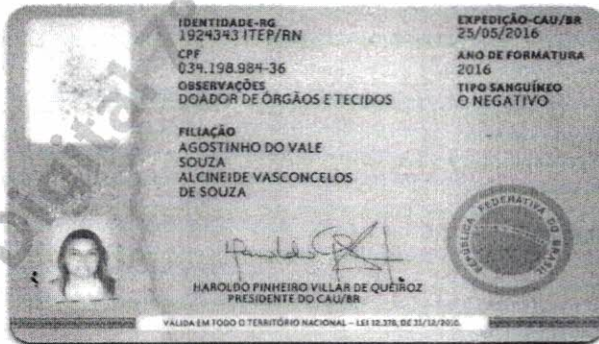 IDENTIDADE-RG
1924343 ITEP/RN
CPF
034.198.984-36
OBSERVAÇÕES
DOADOR DE ÓRGÃOS E TECIDOS
FILIAÇÃO
AGOSTINHO DO VALE
SOUZA
ALCINEIDE VASCONCELOS
DE SOUZA
EXPEDIÇÃO-CAU/BR
25/05/2016
ANO DE FORMATURA
2016
TIPO SANGUÍNEO
O NEGATIVO
HAROLDO PINHEIRO VILLAR DE QUEIROZ
PRESIDENTE DO CAU/BR
REPÚBLICA FEDERATIVA DO BRASIL
VALIDA EM TODO O TERRITÓRIO NACIONAL – LEI 12.378, DE 31/12/2010.
Digital